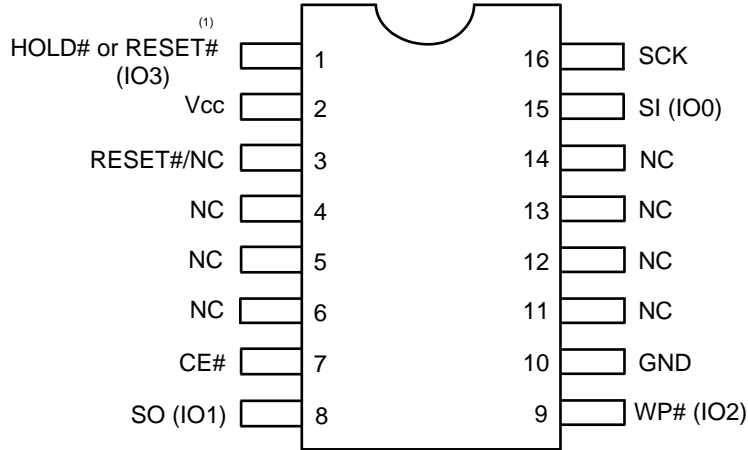 (1)
HOLD# or RESET#
(IO3)
1
16
SCK
Vcc
2
15
SI (IO0)
RESET#/NC
3
14
NC
NC
4
13
NC
NC
5
12
NC
NC
6
11
NC
CE#
7
10
GND
SO (IO1)
8
9
WP# (IO2)